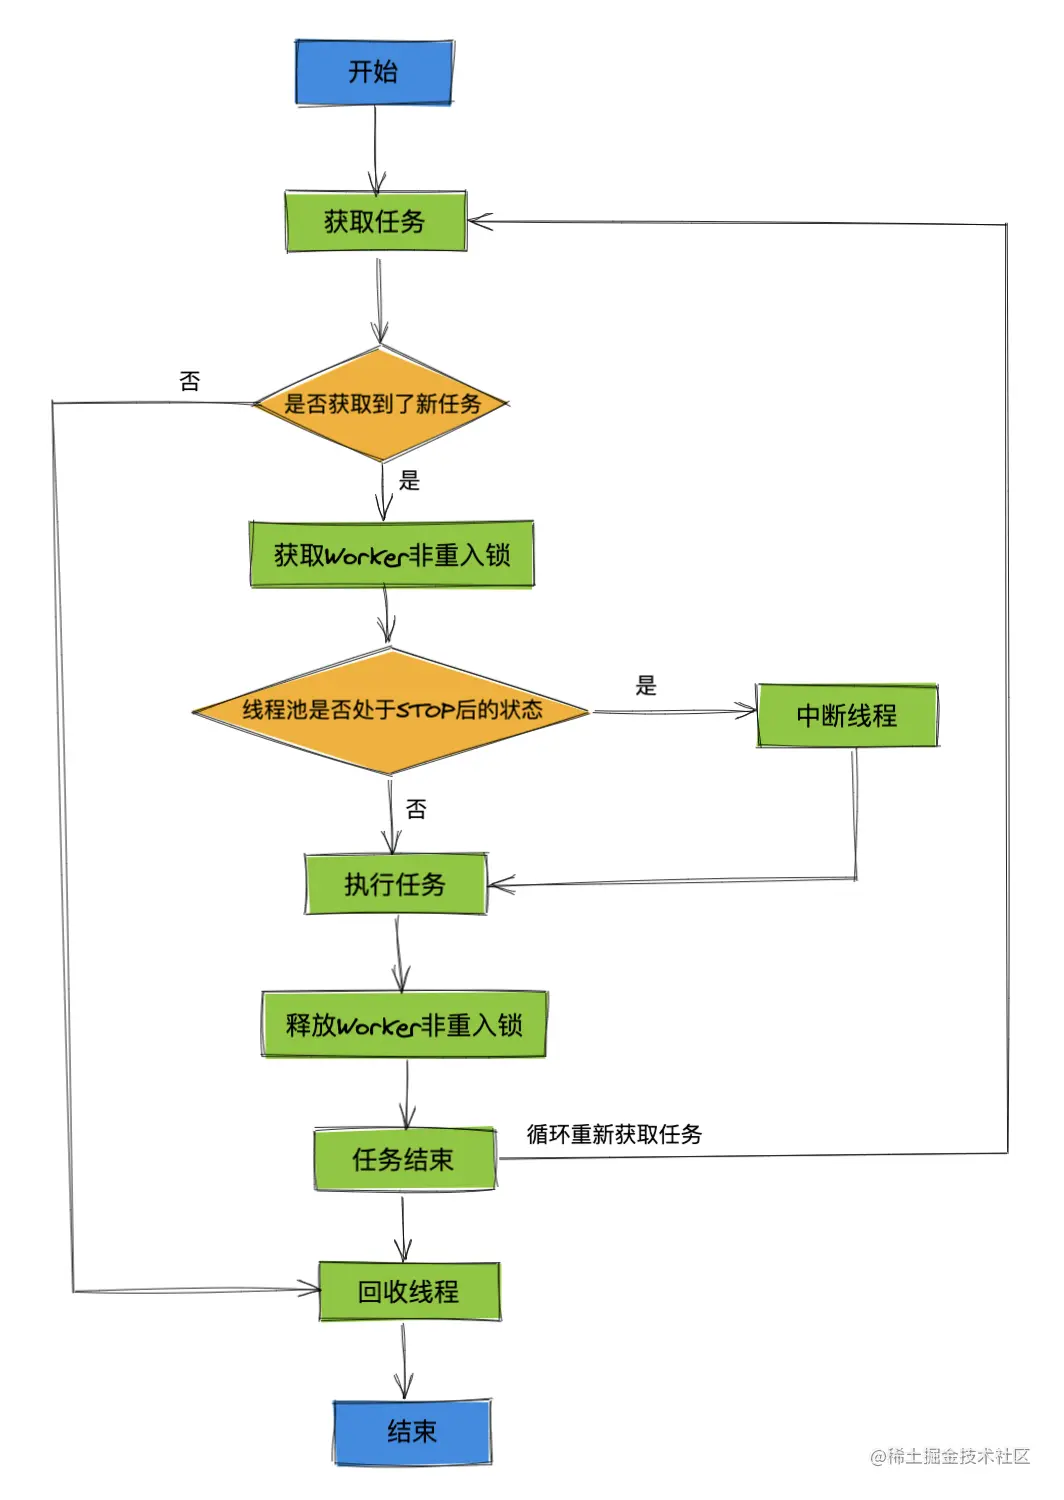 开始
获取任务
否
是否获取到了新任务
是
获取Worker非重入锁
线程池是否处于STOP后的状态
是
中断线程
否
执行任务
释放Worker非重入锁
任务结束
循环重新获取任务
回收线程
结束
@稀土掘金技术社区